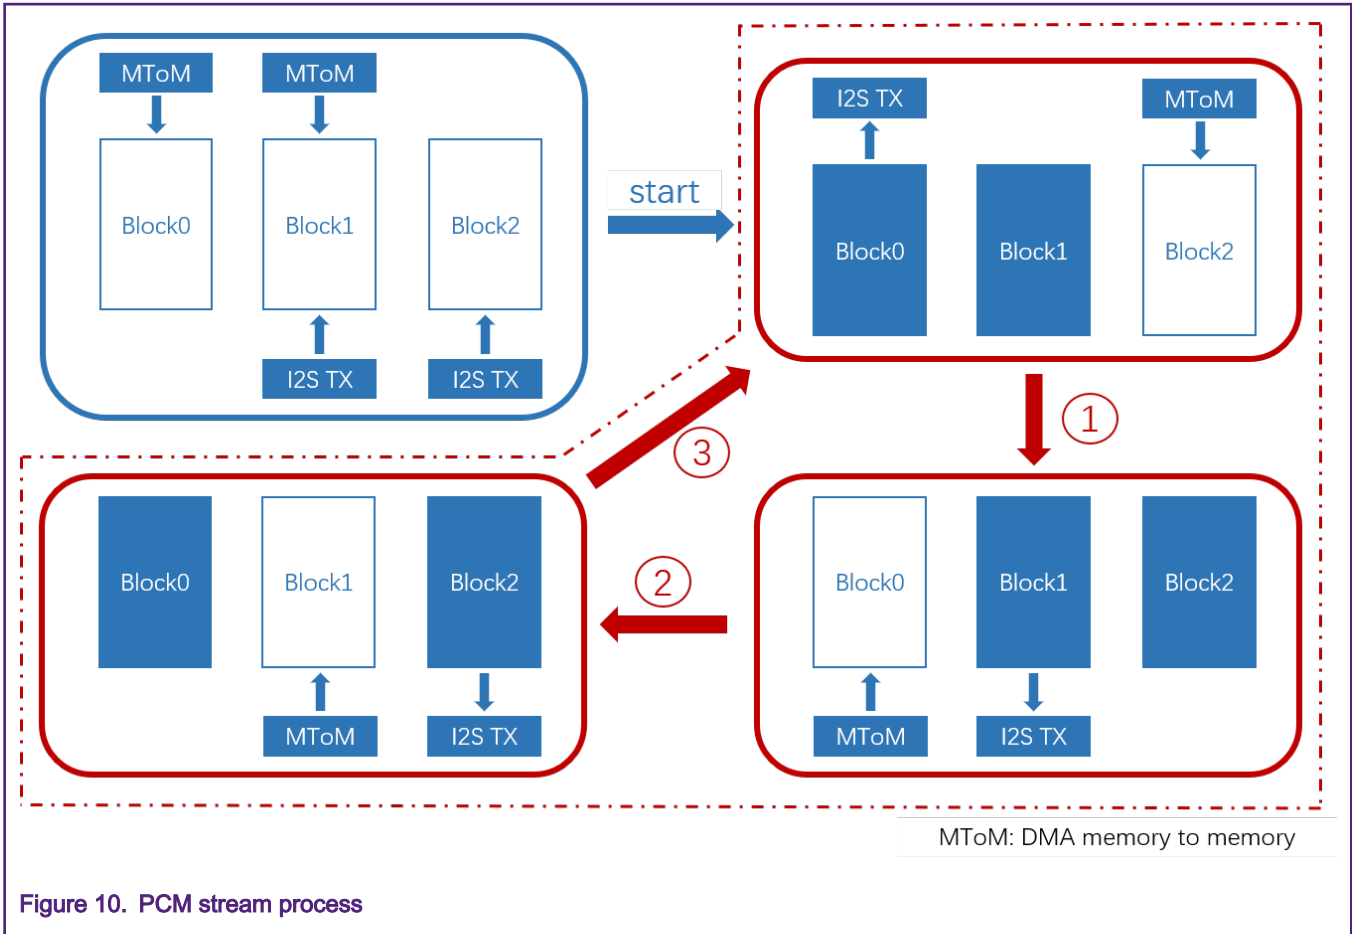 MToM
MToM
Block0
Block1
Block2
I2S TX
I2S TX
start
I2S TX
MToM
Block0
Block1
Block2
1
3
2
Block0
Block1
Block2
MToM
I2S TX
Block0
Block1
Block2
MToM
I2S TX
MToM: DMA memory to memory
Figure 10. PCM stream process